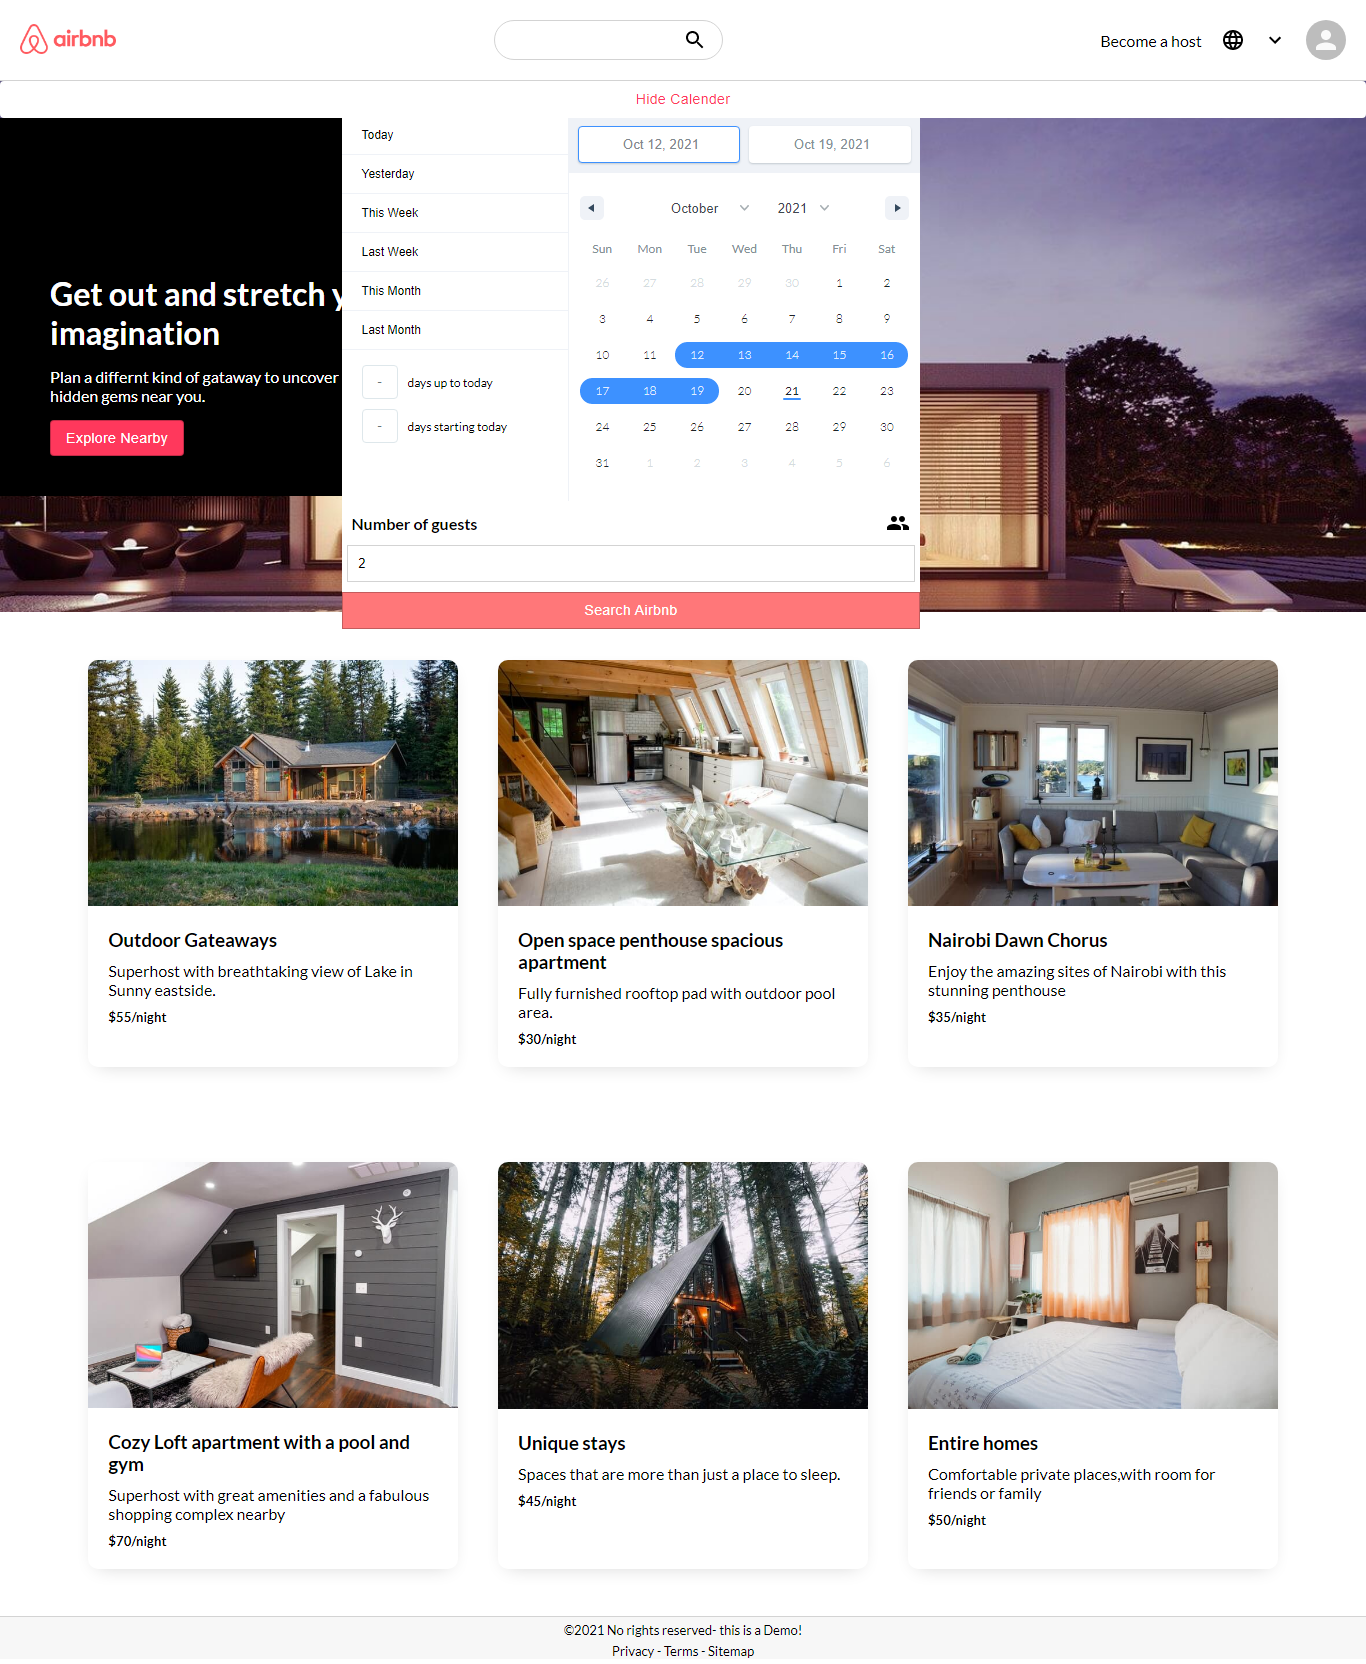 airbnb
Become a host
Hide Calender
Today
Yesterday
This Week
Last Week
This Month
Last Month
- days up to today
- days starting today
Oct 12, 2021 Oct 19, 2021
October 2021
Sun Mon Tue Wed Thu Fri Sat
26 27 28 29 30 1 2
3 4 5 6 7 8 9
10 11 12 13 14 15 16
17 18 19 20 21 22 23
24 25 26 27 28 29 30
31 1 2 3 4 5 6
Get out and stretch
imagination
Plan a differnt kind of gataway to uncover
hidden gems near you.
Explore Nearby
Number of guests
2
Search Airbnb
Outdoor Gateaways
Superhost with breathtaking view of Lake in
Sunny eastside.
$55/night
Open space penthouse spacious
apartment
Fully furnished rooftop pad with outdoor pool
area.
$30/night
Nairobi Dawn Chorus
Enjoy the amazing sites of Nairobi with this
stunning penthouse
$35/night
Cozy Loft apartment with a pool and
gym
Superhost with great amenities and a fabulous
shopping complex nearby
$70/night
Unique stays
Spaces that are more than just a place to sleep.
$45/night
Entire homes
Comfortable private places,with room for
friends or family
$50/night
©2021 No rights reserved- this is a Demo!
Privacy - Terms - Sitemap